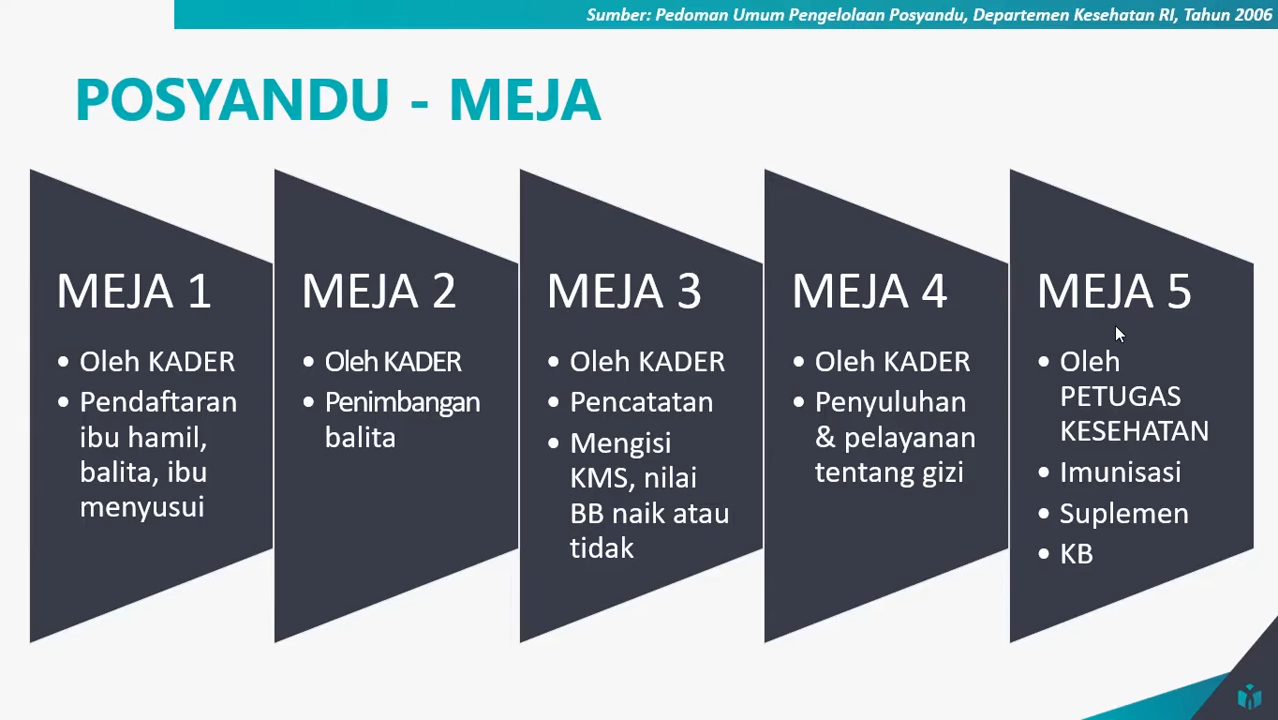 Sumber: Pedoman Umum Pengelolaan Posyandu, Departemen Kesehatan RI, Tahun 2006
POSYANDU - MEJA
MEJA 1
• Oleh KADER
• Pendaftaran
ibu hamil,
balita, ibu
menyusui
MEJA 2
• Oleh KADER
• Penimbangan
balita
MEJA 3
• Oleh KADER
• Pencatatan
• Mengisi
KMS, nilai
BB naik atau
tidak
MEJA 4
• Oleh KADER
• Penyuluhan
& pelayanan
tentang gizi
MEJA 5
• Oleh
PETUGAS
KESEHATAN
• Imunisasi
• Suplemen
• KB